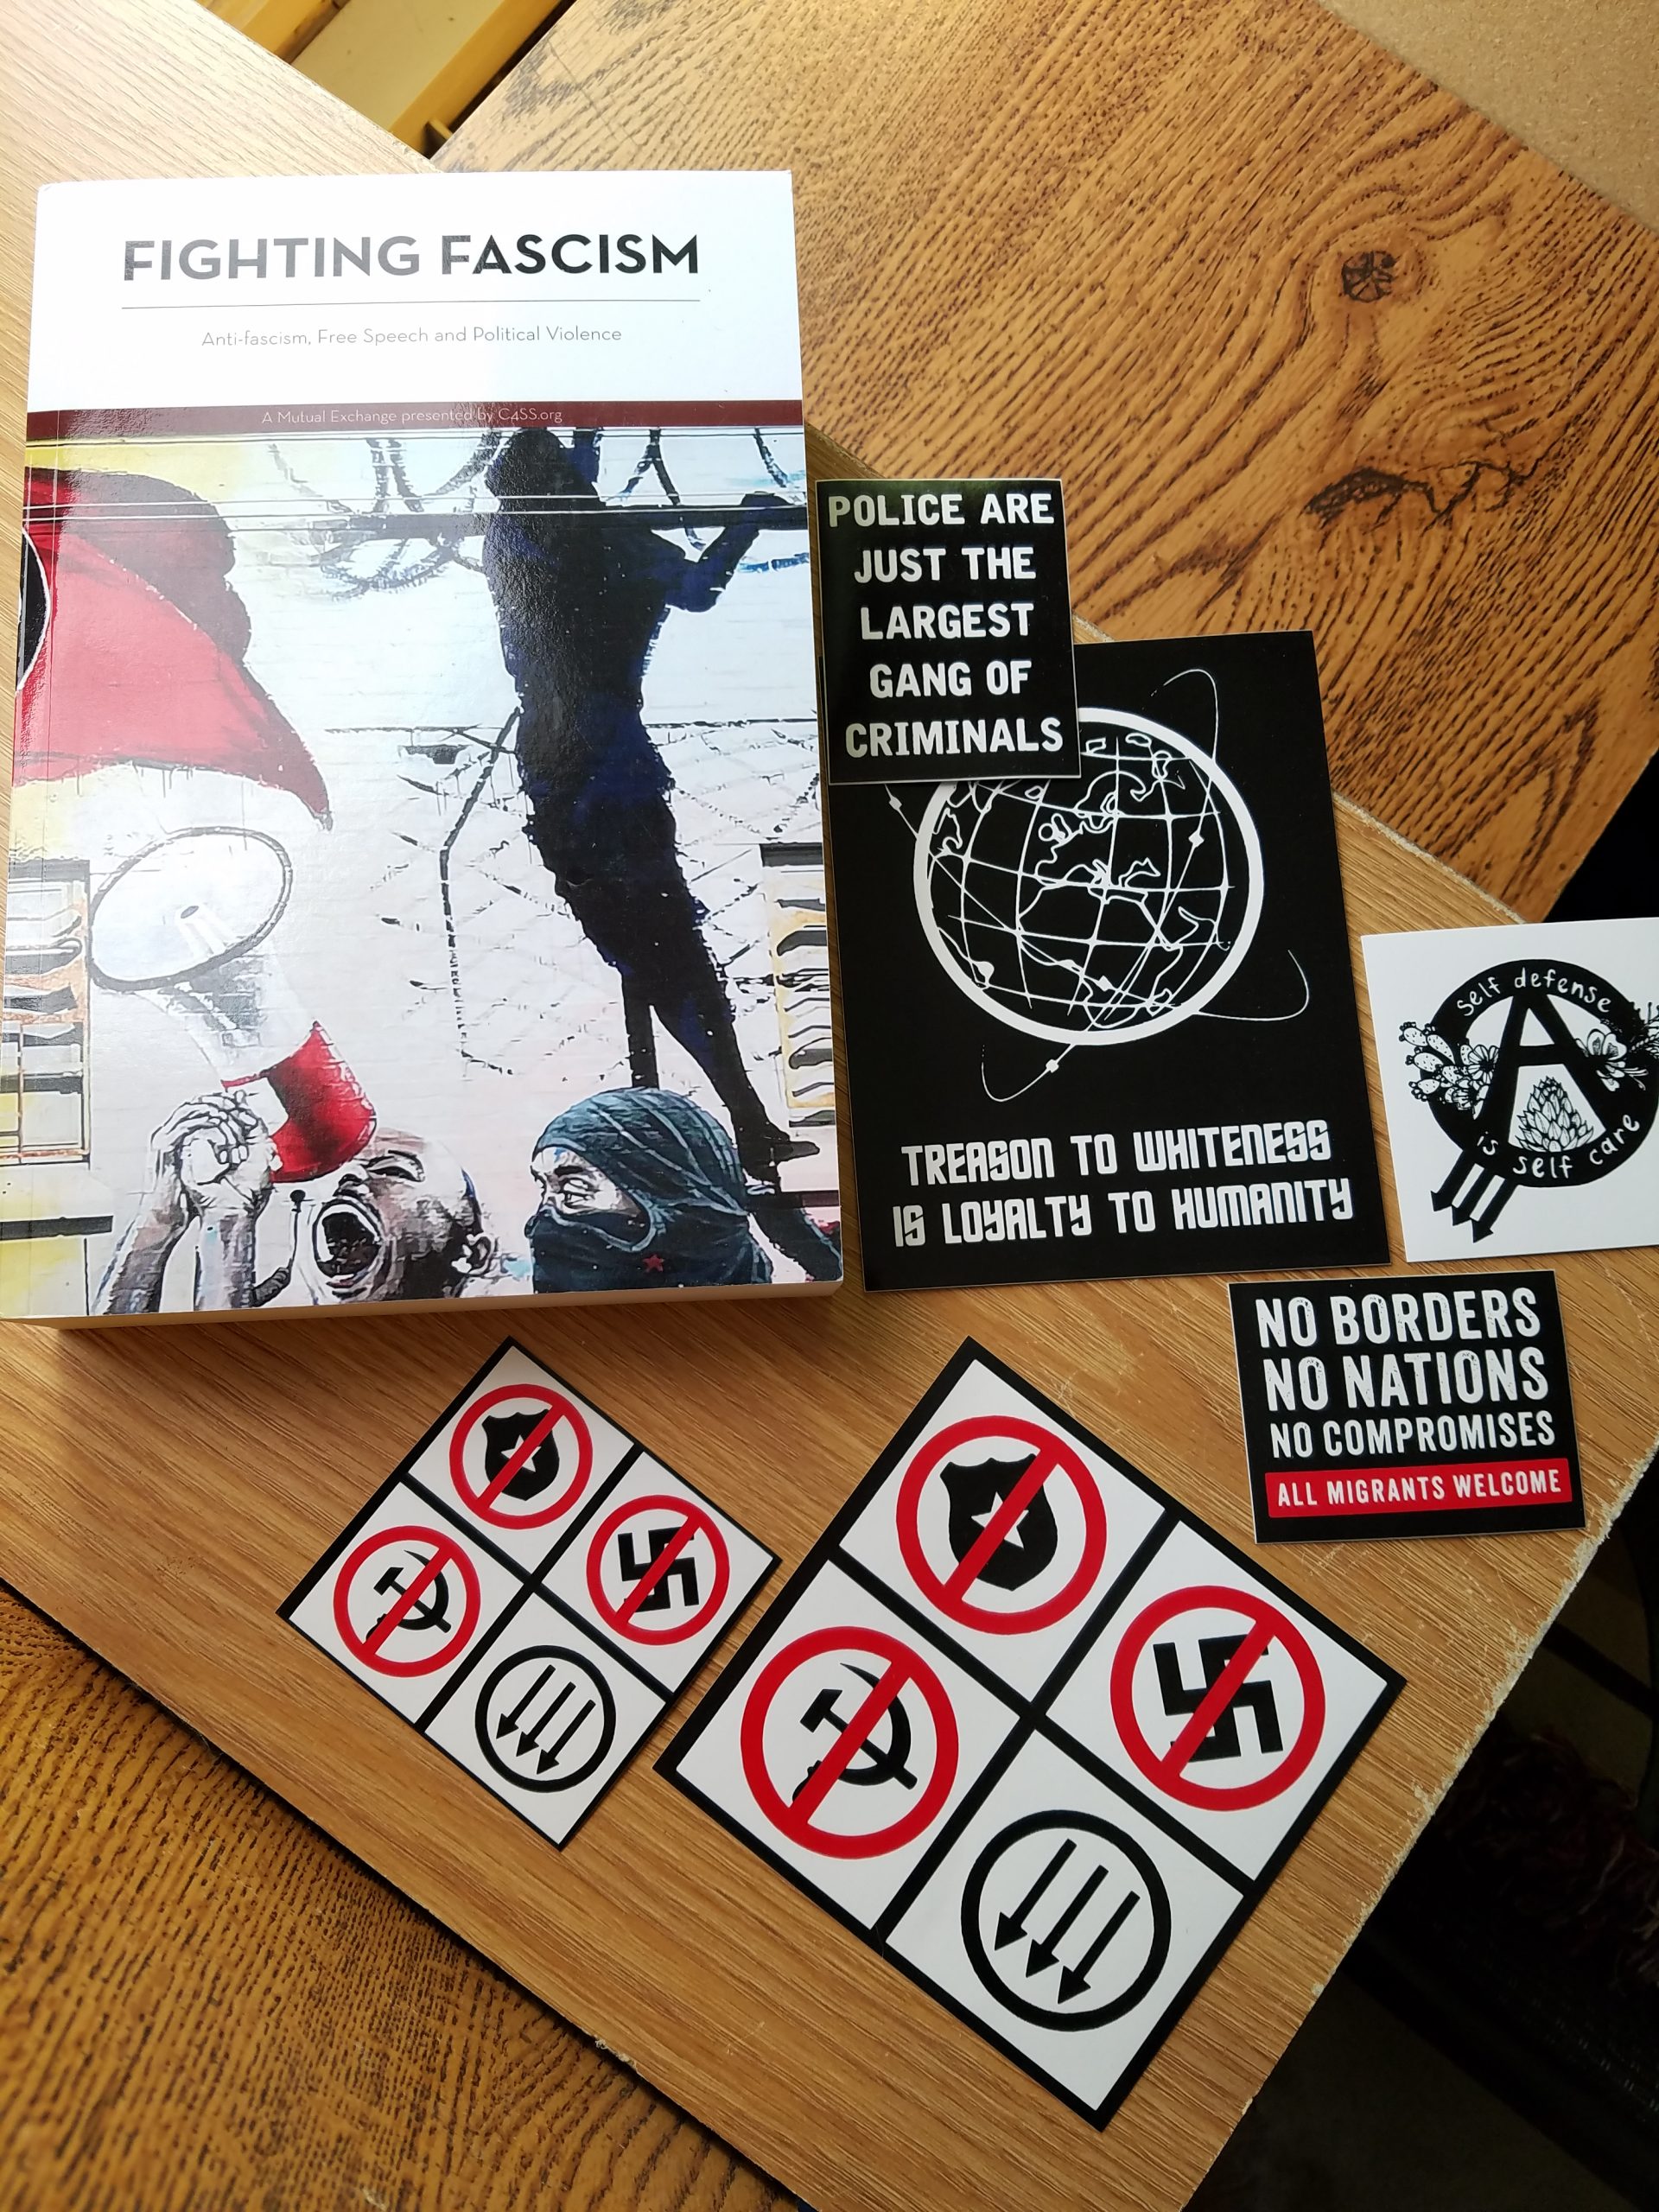 FIGHTING FASCISM
Anti-fascism, Free Speech and Political Violence
A Mutual Exchange presented by C4SS.org
POLICE ARE
JUST THE
LARGEST
GANG OF
CRIMINALS
TREASON TO WHITENESS
IS LOYALTY TO HUMANITY
self defense
is self care
NO BORDERS
NO NATIONS
NO COMPROMISES
ALL MIGRANTS WELCOME